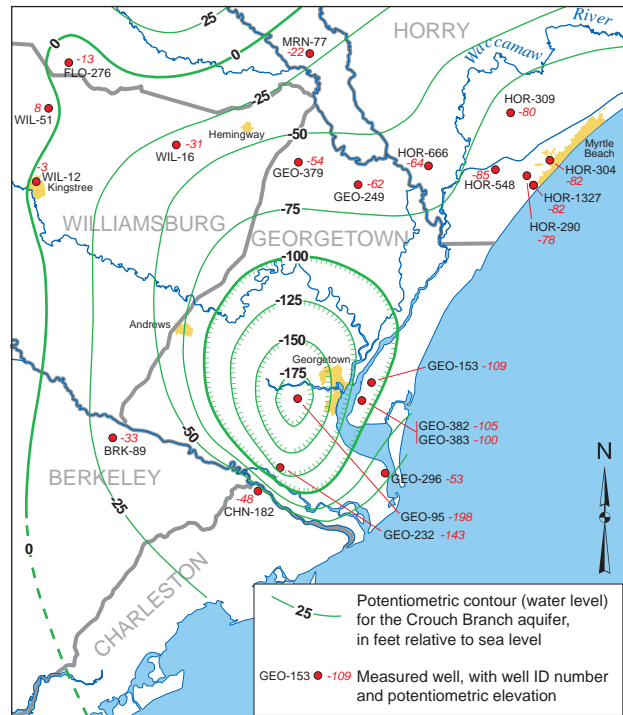 25
HORRY
River
Waccamaw
0
-13
FLO-276
0
MRN-77
-22
-25
8
WIL-51
HOR-309
-80
Hemingway
-50
-31
WIL-16
-54
GEO-379
HOR-666
-64
Myrtle
Beach
-3
WIL-12
Kingstree
-62
GEO-249
-85
HOR-548
HOR-304
-82
HOR-1327
-82
HOR-290
-78
-75
WILLIAMSBURG
GEORGETOWN
-100
-125
Andrews
-150
Georgetown
-175
GEO-153 -109
GEO-382 -105
GEO-383 -100
-50
-33
BRK-89
BERKELEY
GEO-296 -53
N
-48
CHN-182
GEO-95 -198
25
GEO-232 -143
0
CHARLESTON
25
Potentiometric contour (water level)
for the Crouch Branch aquifer,
in feet relative to sea level
GEO-153 -109
Measured well, with well ID number
and potentiometric elevation